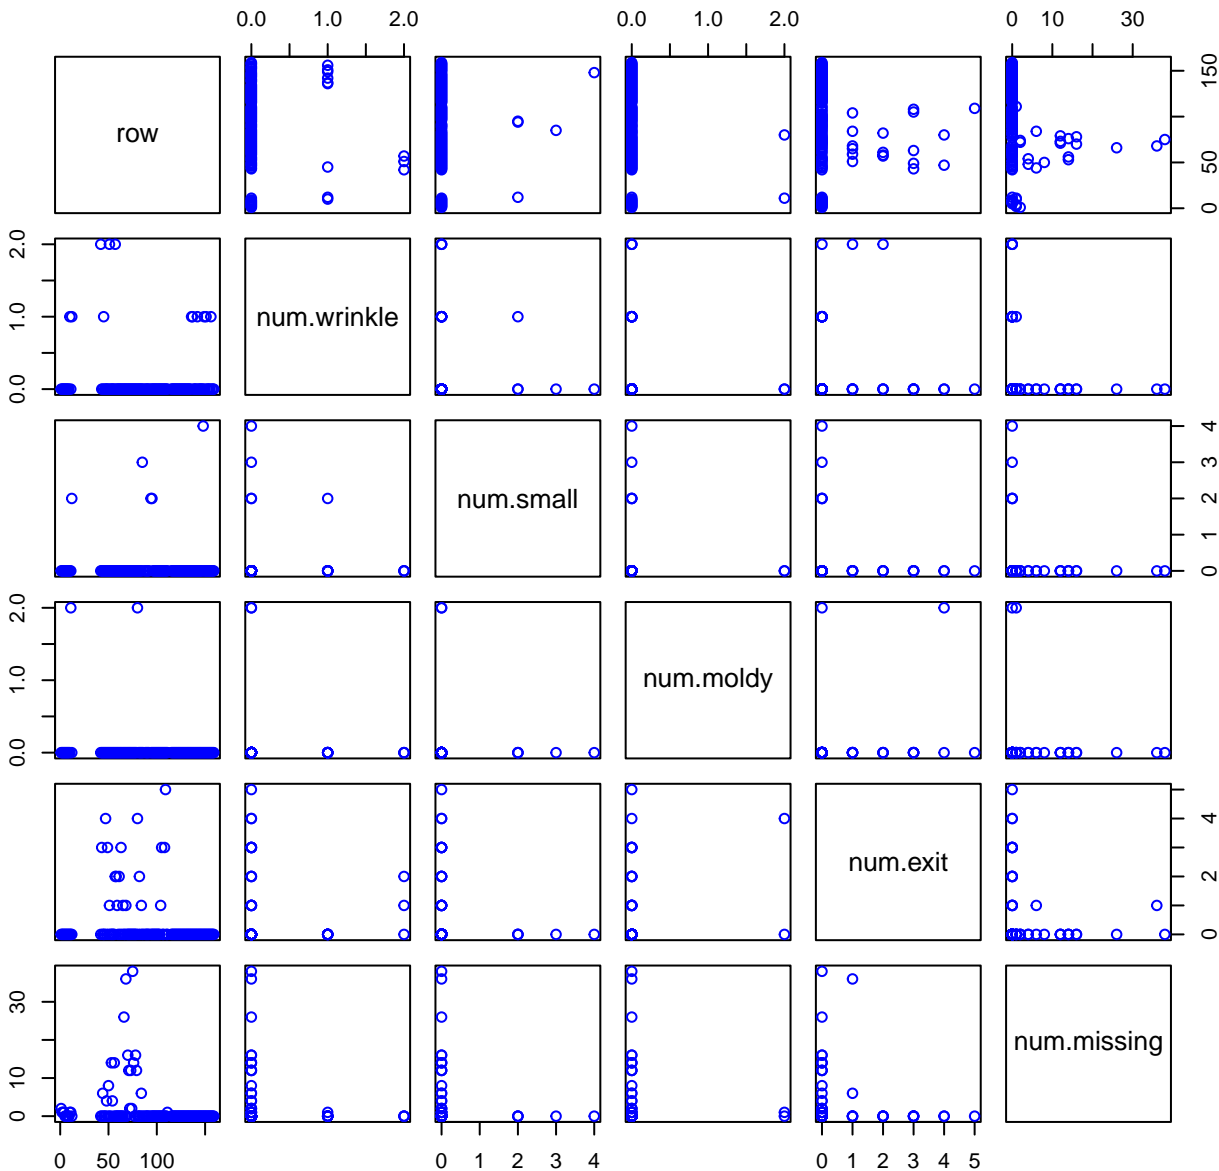 0.0 1.0 2.0 0.0 1.0 2.0 0 10 30
row 0 50 150
0.0 1.0 2.0 num.wrinkle
num.small 0 1 2 3 4
0.0 1.0 2.0 num.moldy
num.exit 0 2 4
0 10 30 num.missing
0 50 100 0 1 2 3 4 0 1 2 3 4 5